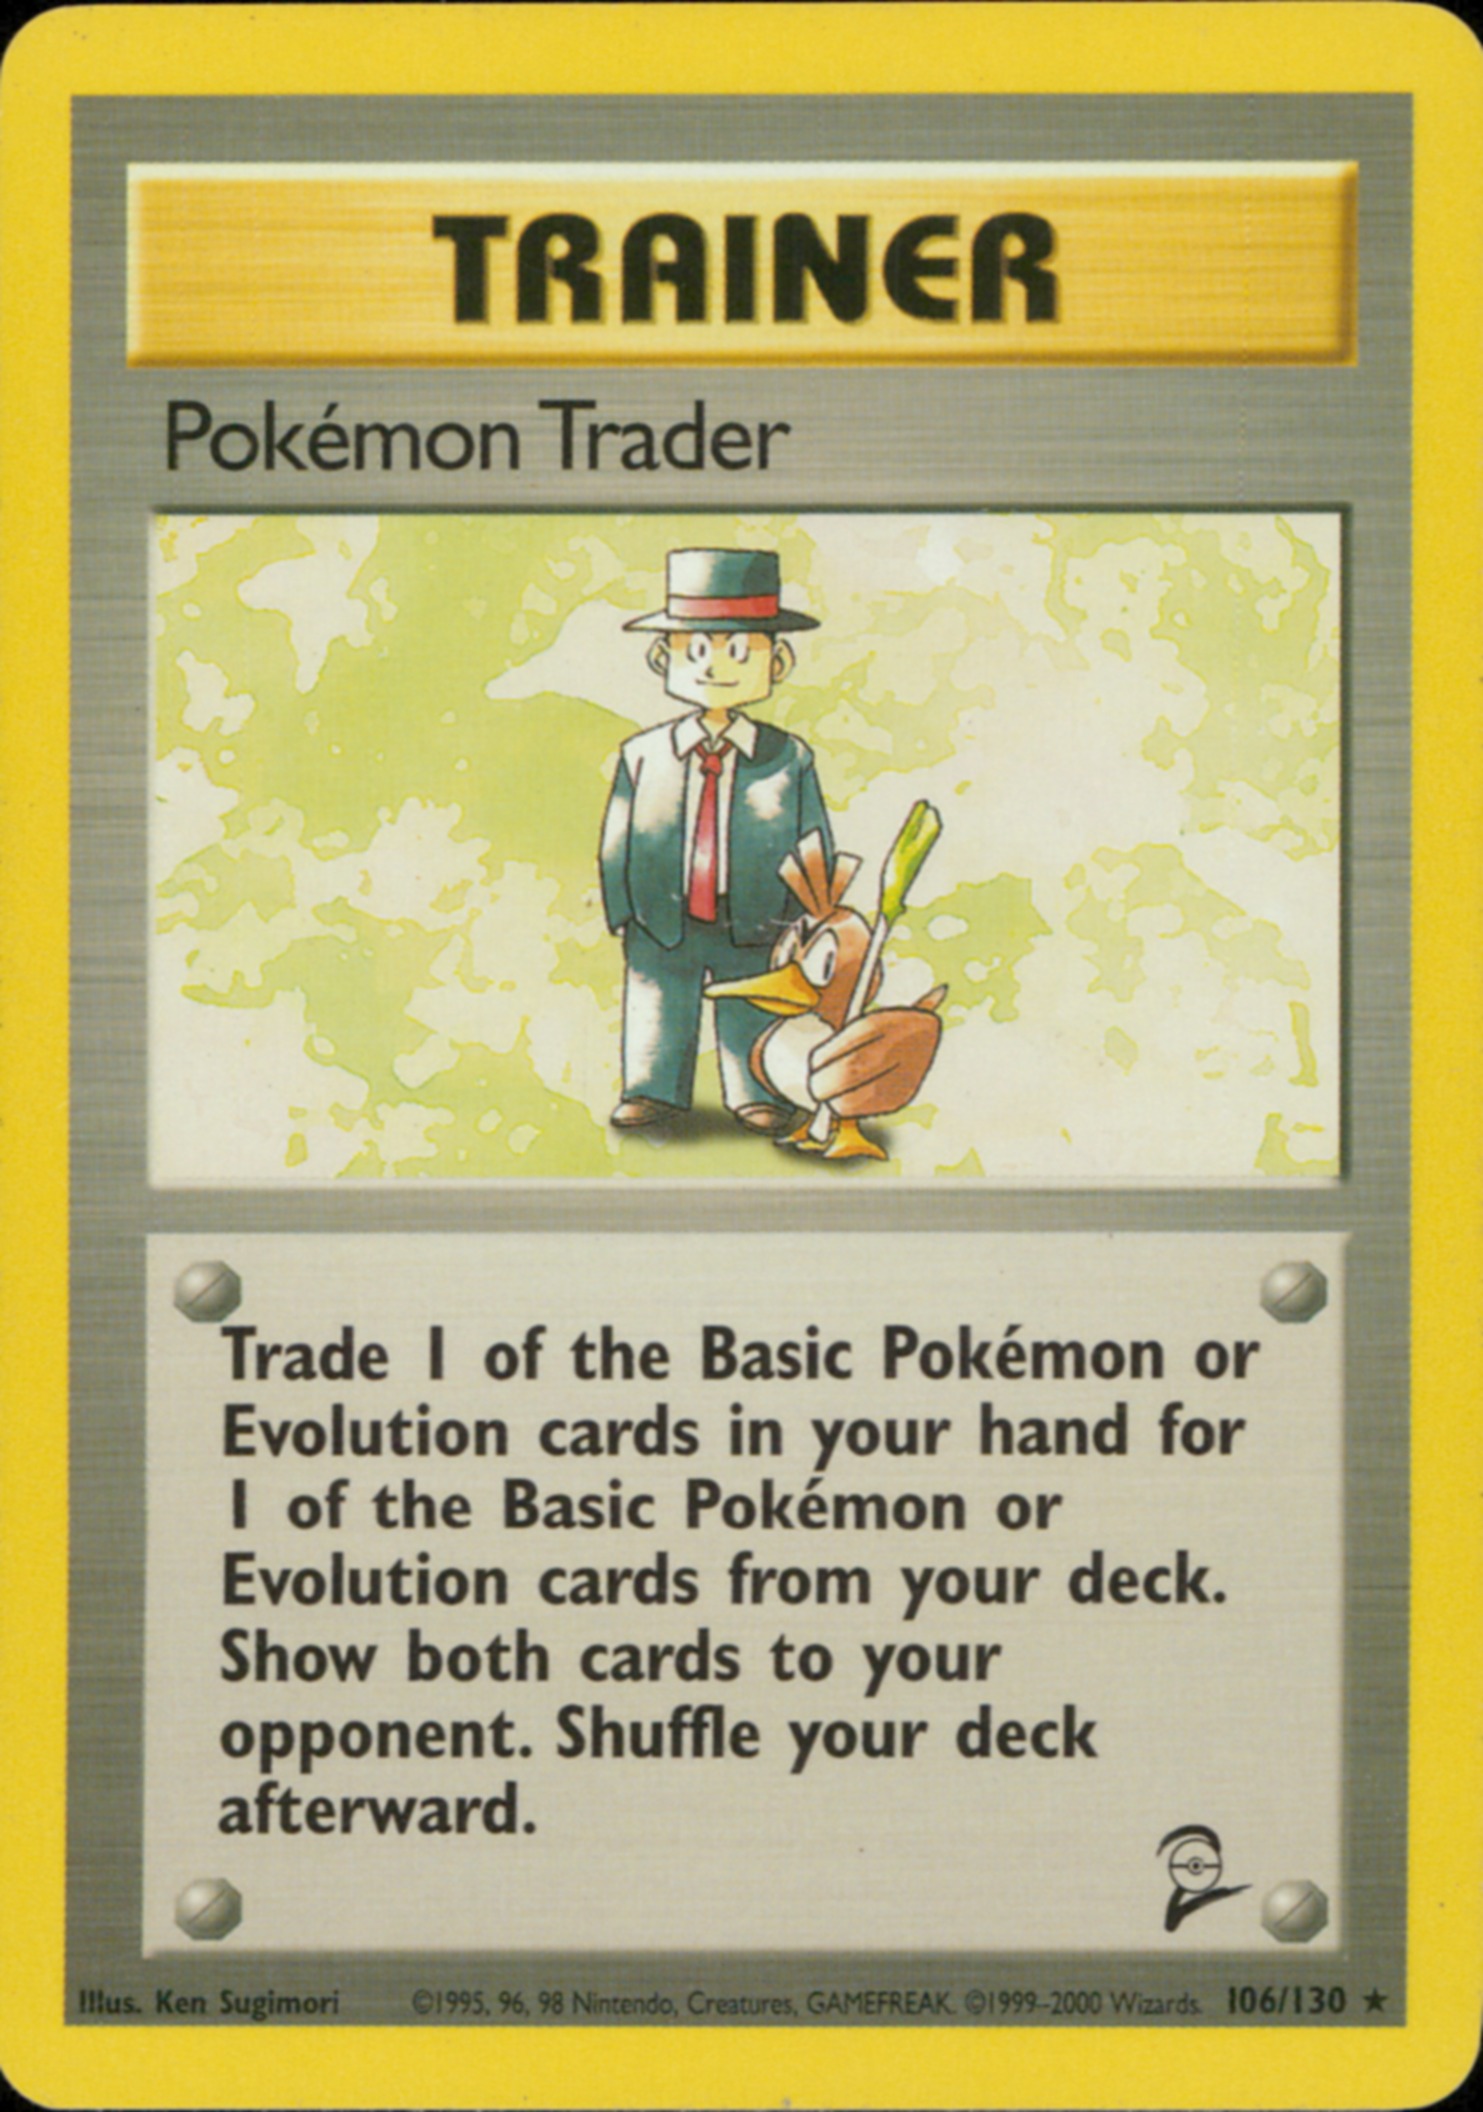 TRAINER
Pokémon Trader
Trade 1 of the Basic Pokémon or
Evolution cards in your hand for
1 of the Basic Pokémon or
Evolution cards from your deck.
Show both cards to your
opponent. Shuffle your deck
afterward.
Illus. Ken Sugimori ©1995, 96, 98 Nintendo, Creatures, GAMEFREAK. ©1999–2000 Wizards. 106/130 ★